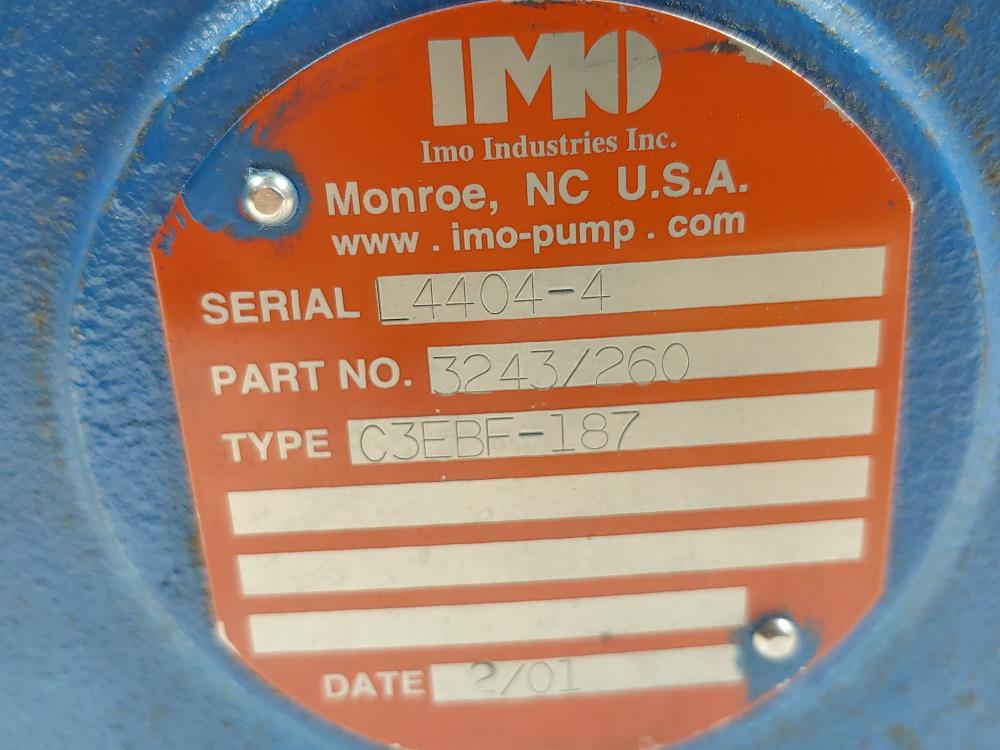 IMO
Imo Industries Inc.
Monroe, NC U.S.A.
www . imo-pump . com
SERIAL L4404-4
PART NO. 3243/260
TYPE C3EBF-187
DATE 2/01